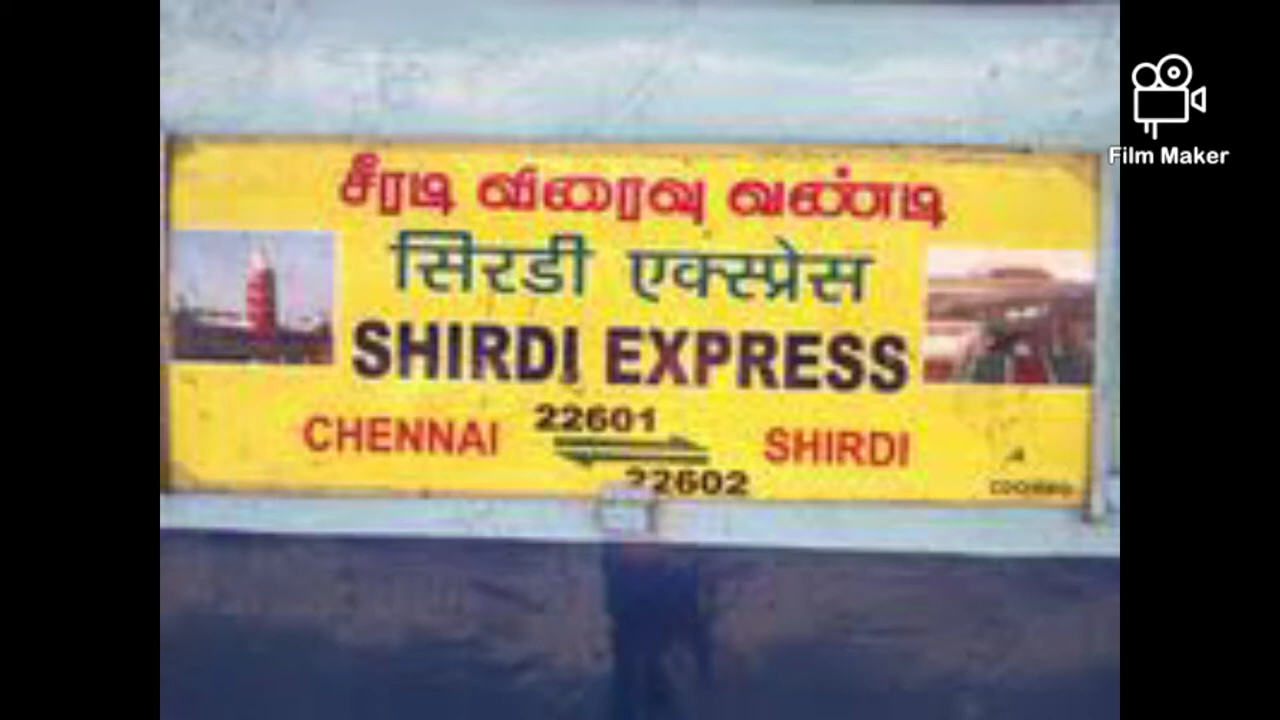 சீரடி விரைவு வண்டி
सिरडी एक्स्प्रेस
SHIRDI EXPRESS
CHENNAI 22601 SHIRDI
22602
Film Maker